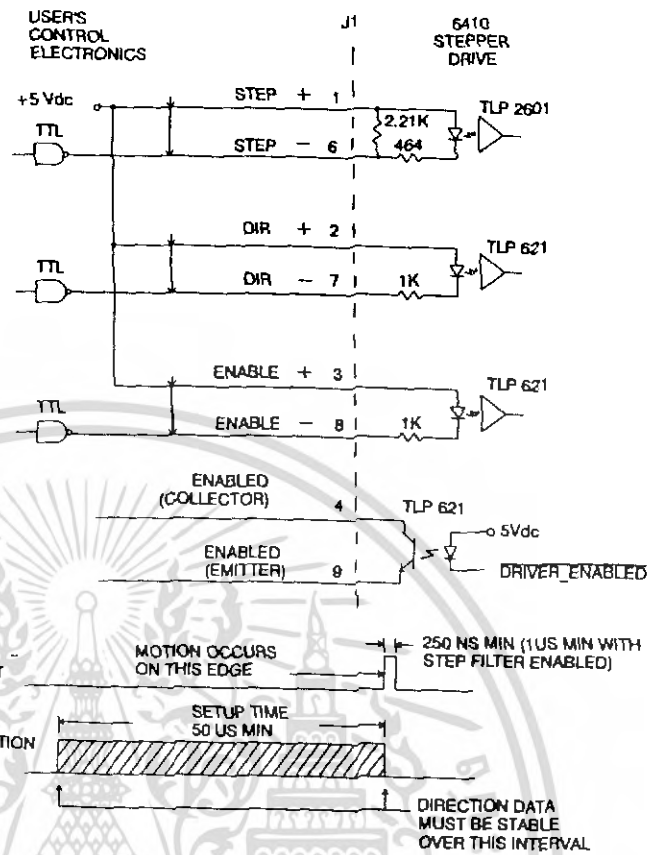 USER'S
CONTROL
ELECTRONICS
J1
6410
STEPPER
DRIVE
+5 Vdc
STEP + 1
TLP 2601
TTL
2.21K
STEP - 6
464
DIR + 2
TLP 621
TTL
DIR - 7
1K
ENABLE + 3
TLP 621
TTL
ENABLE - 8
1K
ENABLED
(COLLECTOR)
4
TLP 621
5Vdc
ENABLED
(EMITTER)
9
DRIVER_ENABLED
MOTION OCCURS
ON THIS EDGE
250 NS MIN (1US MIN WITH
STEP FILTER ENABLED)
SETUP TIME
50 US MIN
DIRECTION DATA
MUST BE STABLE
OVER THIS INTERVAL